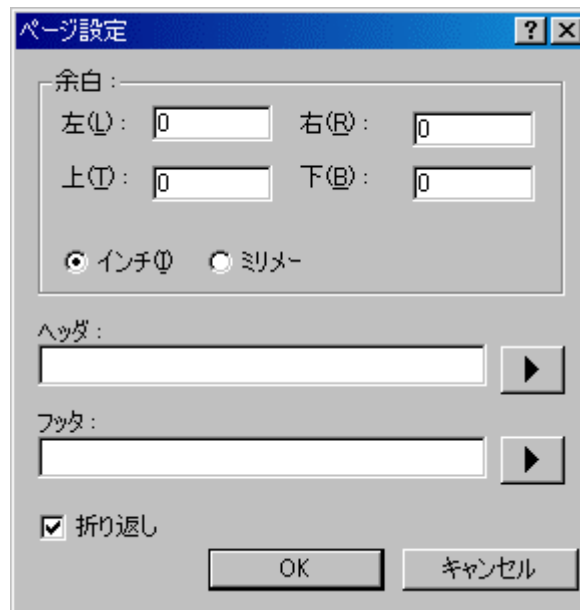 ページ設定
余白:
左(L): 0 右(R): 0
上(T): 0 下(B): 0
インチ(I) ミリメー
ヘッダ:
フッタ:
折り返し
OK キャンセル